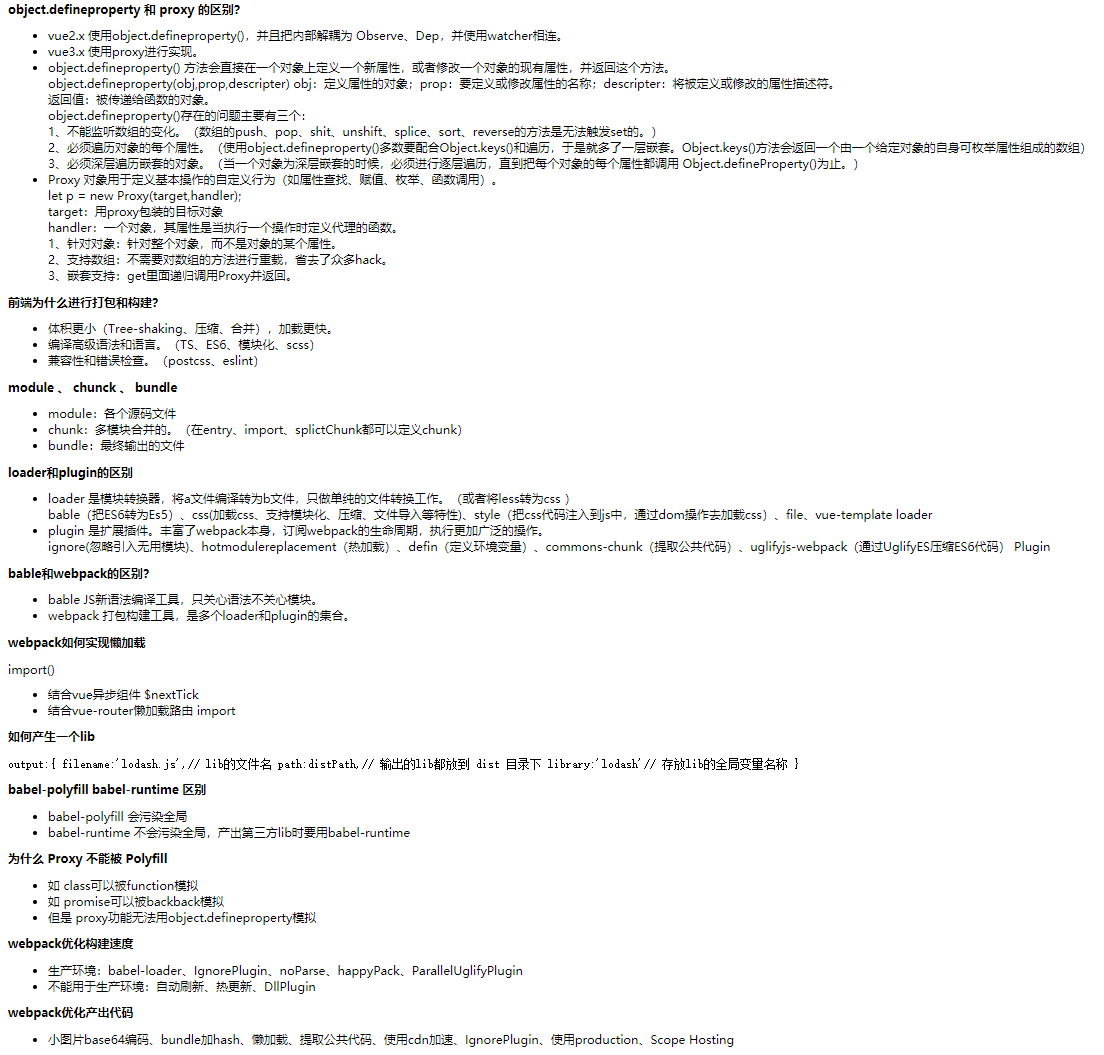 object.defineproperty 和 proxy 的区别?
vue2.x 使用object.defineproperty()，并且把内部解耦为 Observe、Dep，并使用watcher相连。
vue3.x 使用proxy进行实现。
object.defineproperty() 方法会直接在一个对象上定义一个新属性，或者修改一个对象的现有属性，并返回这个方法。
object.defineproperty(obj,prop,descripter) obj：定义属性的对象；prop：要定义或修改属性的名称；descripter：将被定义或修改的属性描述符。
返回值：被传递给函数的对象。
object.defineproperty()存在的问题主要有三个：
1、不能监听数组的变化。（数组的push、pop、shit、unshift、splice、sort、reverse的方法是无法触发set的。）
2、必须遍历对象的每个属性。（使用object.defineproperty()多数要配合Object.keys()和遍历，于是就多了一层嵌套。Object.keys()方法会返回一个由一个给定对象的自身可枚举属性组成的数组）
3、必须深层遍历嵌套的对象。（当一个对象为深层嵌套的时候，必须进行逐层遍历，直到把每个对象的每个属性都调用 Object.defineProperty()为止。）
Proxy 对象用于定义基本操作的自定义行为（如属性查找、赋值、枚举、函数调用）。
let p = new Proxy(target,handler);
target：用proxy包装的目标对象
handler：一个对象，其属性是当执行一个操作时定义代理的函数。
1、针对对象：针对整个对象，而不是对象的某个属性。
2、支持数组：不需要对数组的方法进行重载，省去了众多hack。
3、嵌套支持：get里面递归调用Proxy并返回。
前端为什么进行打包和构建?
体积更小（Tree-shaking、压缩、合并），加载更快。
编译高级语法和语言。（TS、ES6、模块化、scss）
兼容性和错误检查。（postcss、eslint）
module 、 chunck 、 bundle
module：各个源码文件
chunk：多模块合并的。（在entry、import、splictChunk都可以定义chunk）
bundle：最终输出的文件
loader和plugin的区别
loader 是模块转换器，将a文件编译转为b文件，只做单纯的文件转换工作。（或者将less转为css ）
bable（把ES6转为Es5）、css(加载css、支持模块化、压缩、文件导入等特性)、style（把css代码注入到js中，通过dom操作去加载css）、file、vue-template loader
plugin 是扩展插件。丰富了webpack本身，订阅webpack的生命周期，执行更加广泛的操作。
ignore(忽略引入无用模块)、hotmodulereplacement（热加载）、defin（定义环境变量）、commons-chunk（提取公共代码）、uglifyjs-webpack（通过UglifyES压缩ES6代码） Plugin
bable和webpack的区别?
bable JS新语法编译工具，只关心语法不关心模块。
webpack 打包构建工具，是多个loader和plugin的集合。
webpack如何实现懒加载
import()
结合vue异步组件 $nextTick
结合vue-router懒加载路由 import
如何产生一个lib
output:{ filename:'lodash.js',// lib的文件名 path:distPath,// 输出的lib都放到 dist 目录下 library:'lodash'// 存放lib的全局变量名称 }
babel-polyfill babel-runtime 区别
babel-polyfill 会污染全局
babel-runtime 不会污染全局，产出第三方lib时要用babel-runtime
为什么 Proxy 不能被 Polyfill
如 class可以被function模拟
如 promise可以被backback模拟
但是 proxy功能无法用object.defineproperty模拟
webpack优化构建速度
生产环境：babel-loader、IgnorePlugin、noParse、happyPack、ParallelUglifyPlugin
不能用于生产环境：自动刷新、热更新、DllPlugin
webpack优化产出代码
小图片base64编码、bundle加hash、懒加载、提取公共代码、使用cdn加速、IgnorePlugin、使用production、Scope Hosting